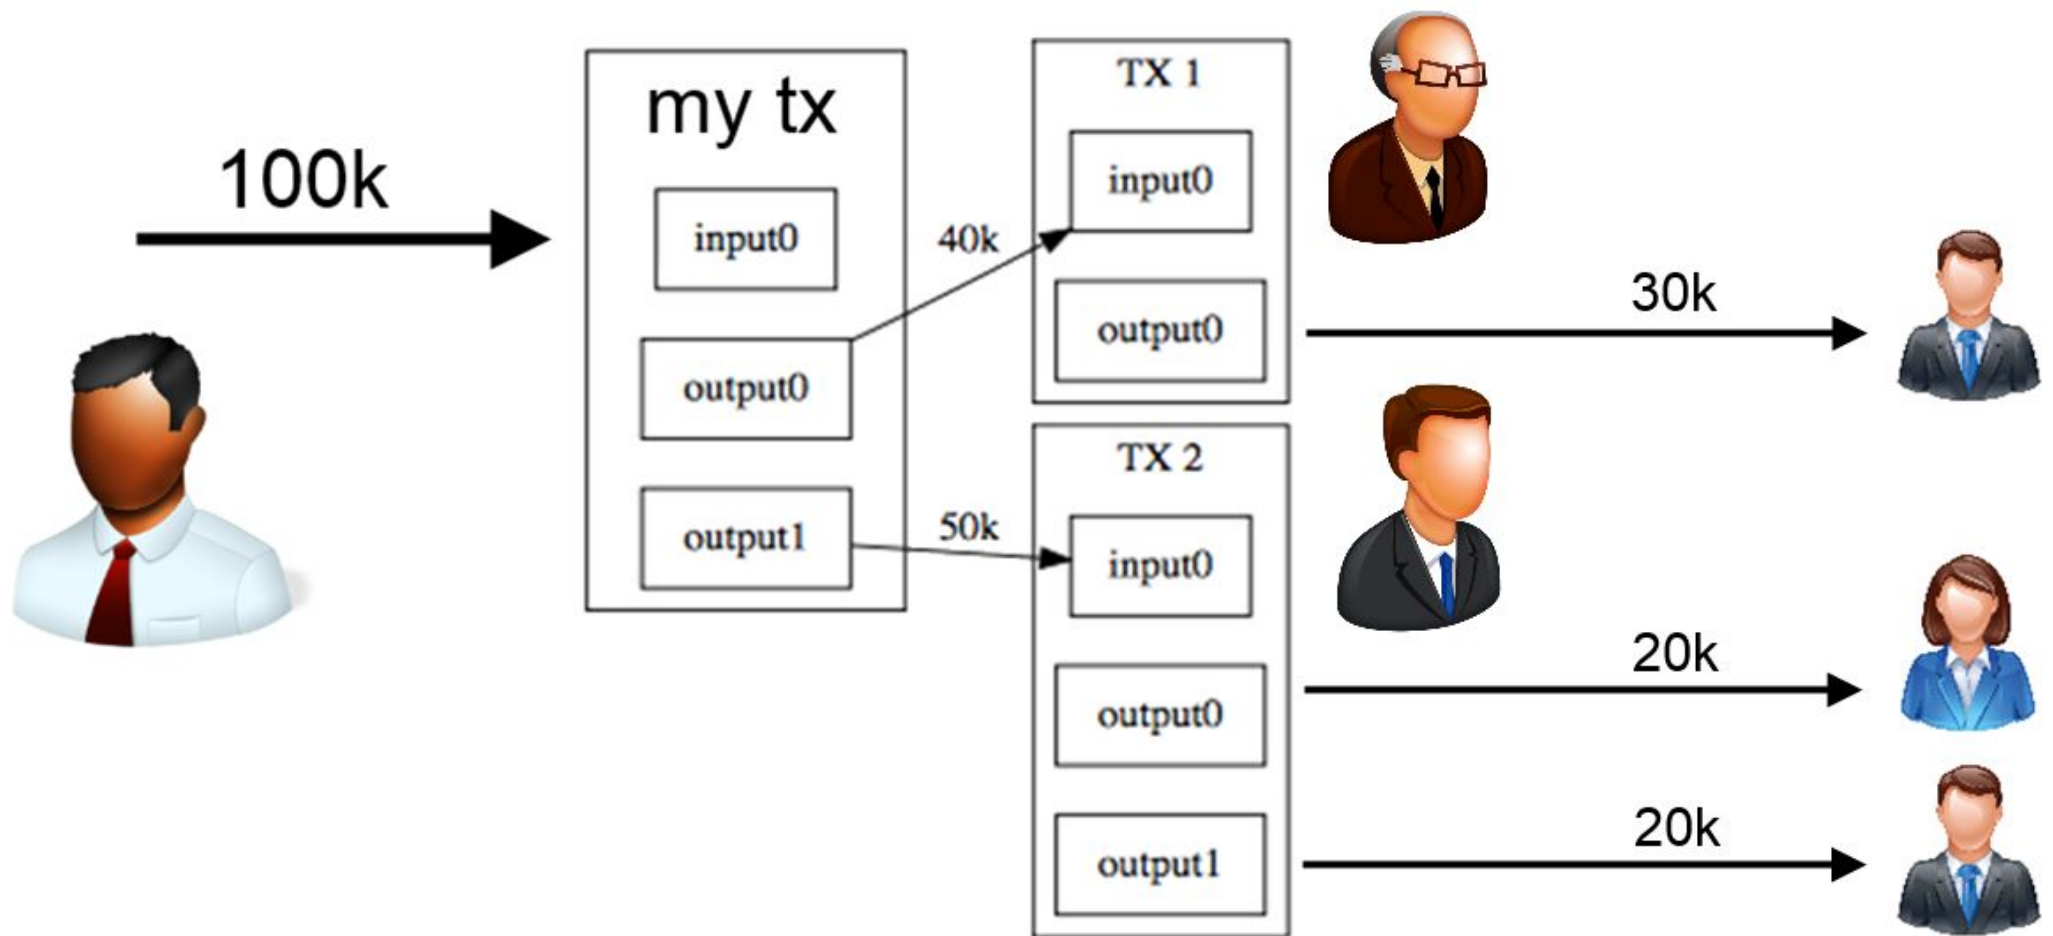 100k
my tx
input0
output0
output1
40k
50k
TX 1
input0
output0
30k
TX 2
input0
output0
output1
20k
20k